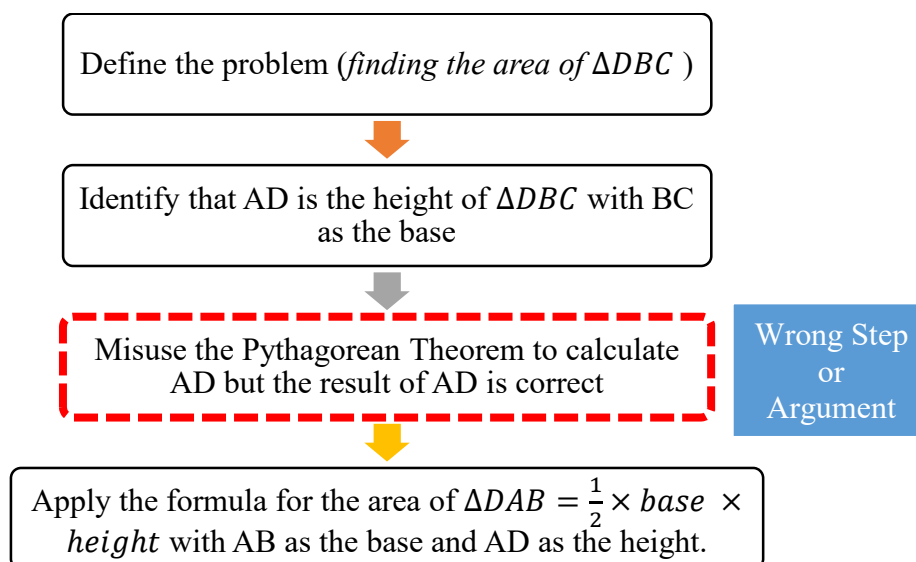 Define the problem (finding the area of ΔDBC )
Identify that AD is the height of ΔDBC with BC
as the base
Misuse the Pythagorean Theorem to calculate
AD but the result of AD is correct
Wrong Step
or
Argument
Apply the formula for the area of ΔDAB = 1/2 × base ×
height with AB as the base and AD as the height.